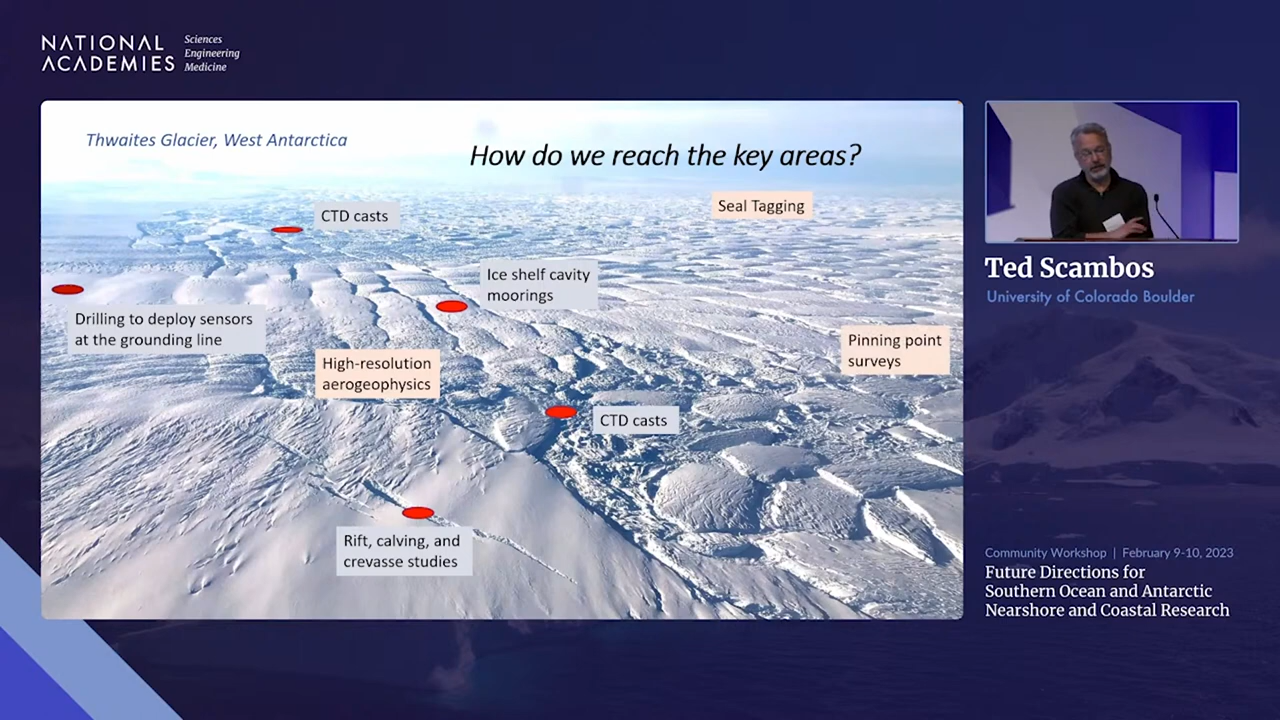 NATIONAL
ACADEMIES
Sciences
Engineering
Medicine
Thwaites Glacier, West Antarctica
How do we reach the key areas?
CTD casts
Seal Tagging
Ice shelf cavity
moorings
Drilling to deploy sensors
at the grounding line
Pinning point
surveys
High-resolution
aerogeophysics
CTD casts
Rift, calving, and
crevasse studies
Ted Scambos
University of Colorado Boulder
Community Workshop | February 9-10, 2023
Future Directions for
Southern Ocean and Antarctic
Nearshore and Coastal Research